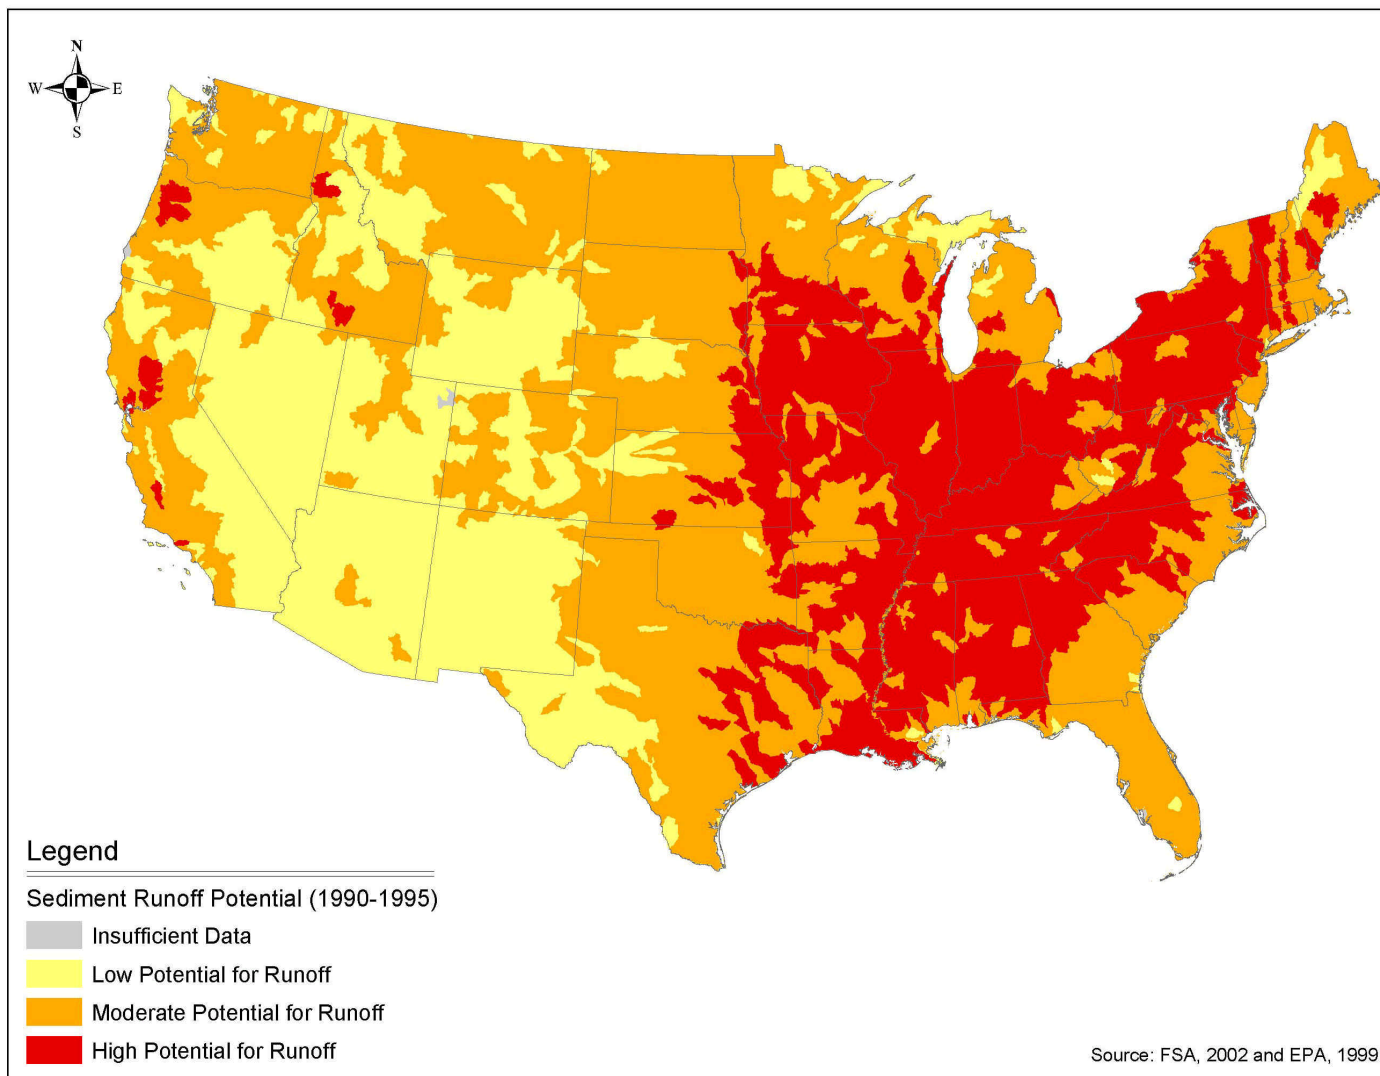 N
W E
S
Legend
Sediment Runoff Potential (1990-1995)
Insufficient Data
Low Potential for Runoff
Moderate Potential for Runoff
High Potential for Runoff
Source: FSA, 2002 and EPA, 1999